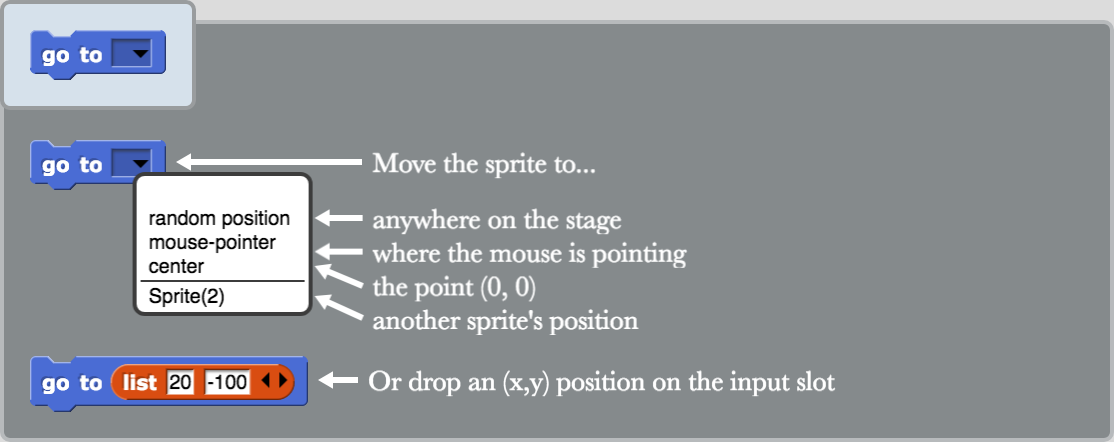 go to
go to
Move the sprite to...
random position
anywhere on the stage
mouse-pointer
where the mouse is pointing
center
the point (0, 0)
Sprite(2)
another sprite's position
go to list 20 -100
Or drop an (x,y) position on the input slot